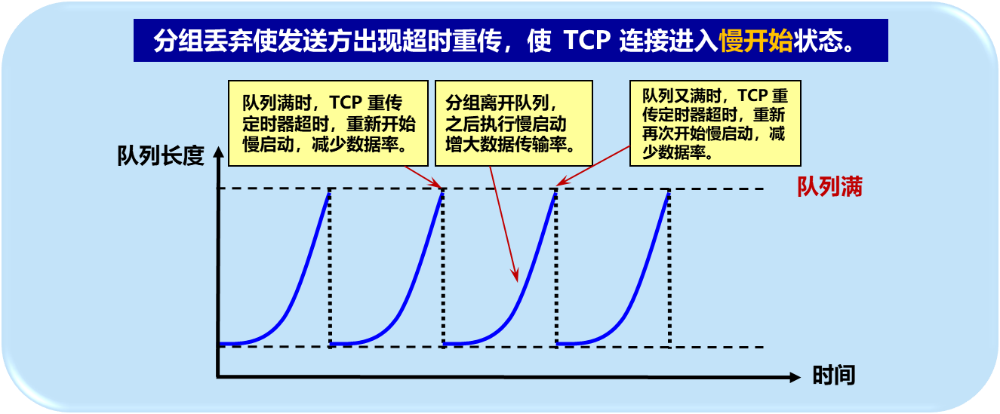 分组丢弃使发送方出现超时重传，使 TCP 连接进入慢开始状态。
队列满时，TCP 重传
定时器超时，重新开始
慢启动，减少数据率。
分组离开队列，
之后执行慢启动
增大数据传输率。
队列又满时，TCP 重
传定时器超时，重新
再次开始慢启动，减
少数据率。
队列长度
队列满
时间